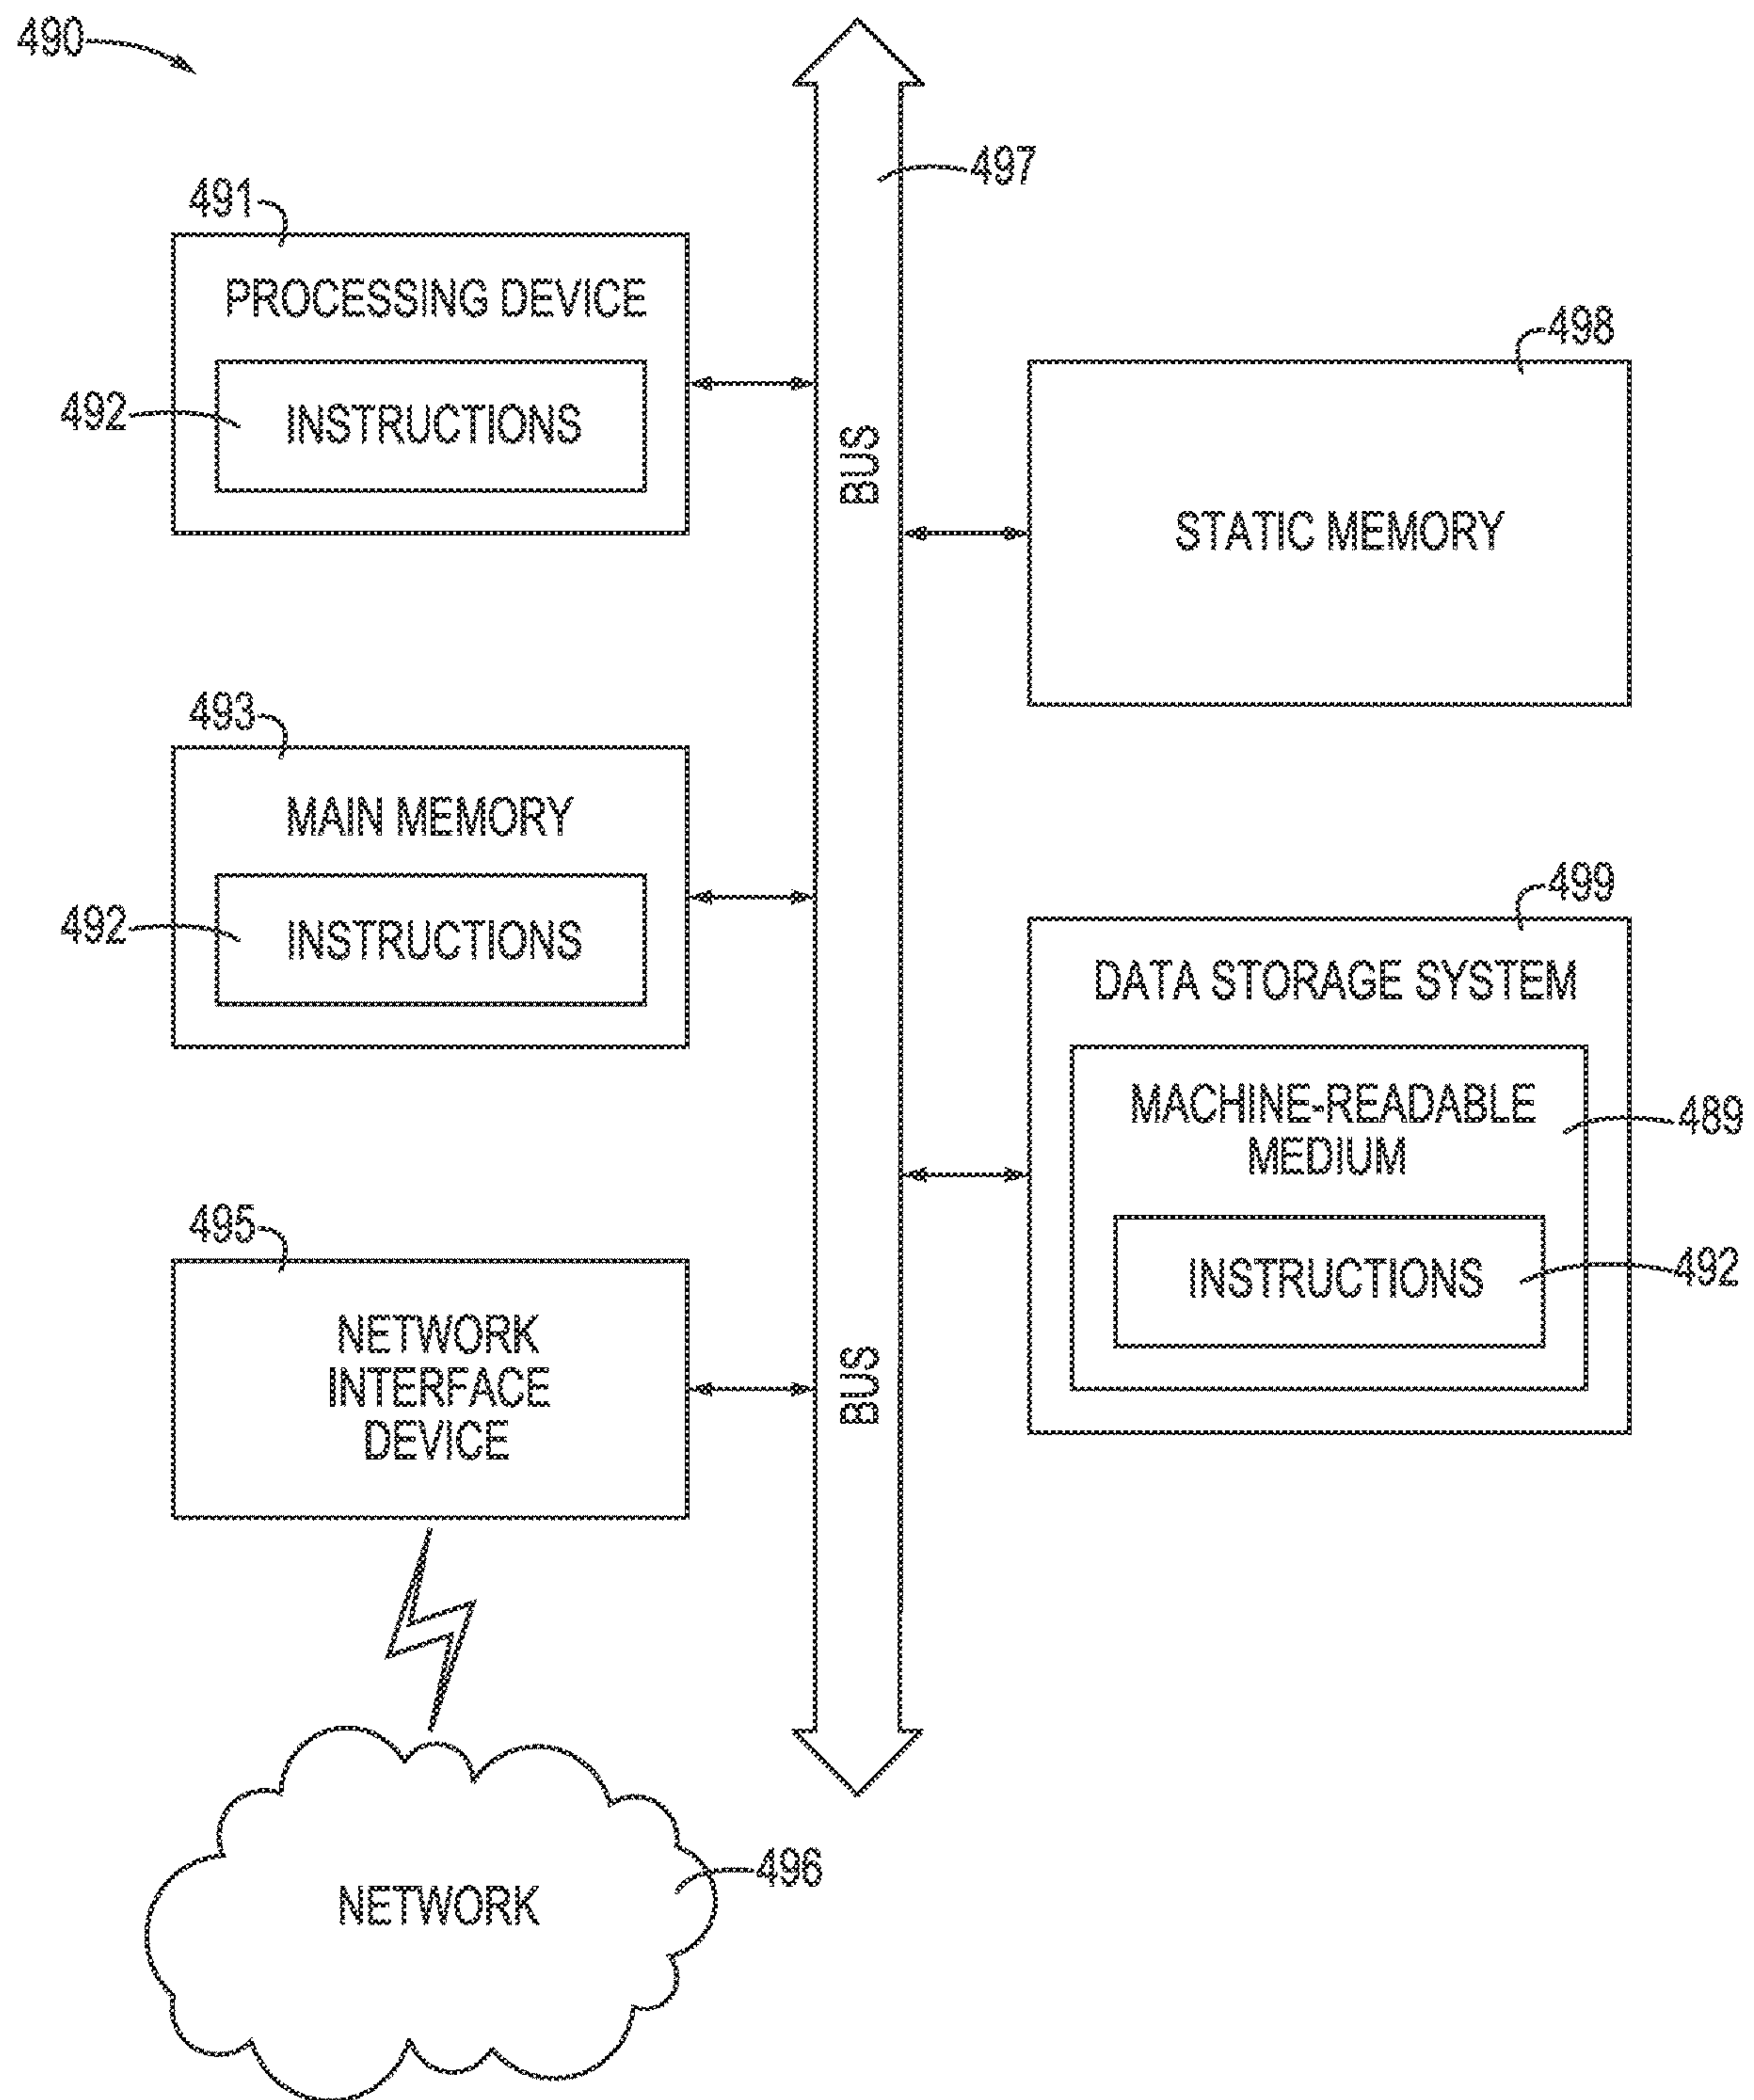 490
497
491
PROCESSING DEVICE
492
INSTRUCTIONS
BUS
498
STATIC MEMORY
493
MAIN MEMORY
492
INSTRUCTIONS
499
DATA STORAGE SYSTEM
MACHINE-READABLE
MEDIUM
489
INSTRUCTIONS
492
495
NETWORK
INTERFACE
DEVICE
BUS
NETWORK
496